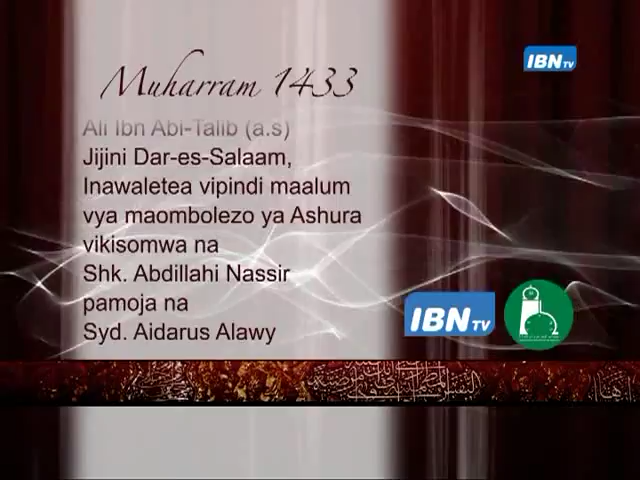 IBN TV
Muharram 1433
Ali Ibn Abi-Talib (a.s)
Jijini Dar-es-Salaam,
Inawaletea vipindi maalum
vya maombolezo ya Ashura
vikisomwa na
Shk. Abdillahi Nassir
pamoja na
Syd. Aidarus Alawy
IBN TV